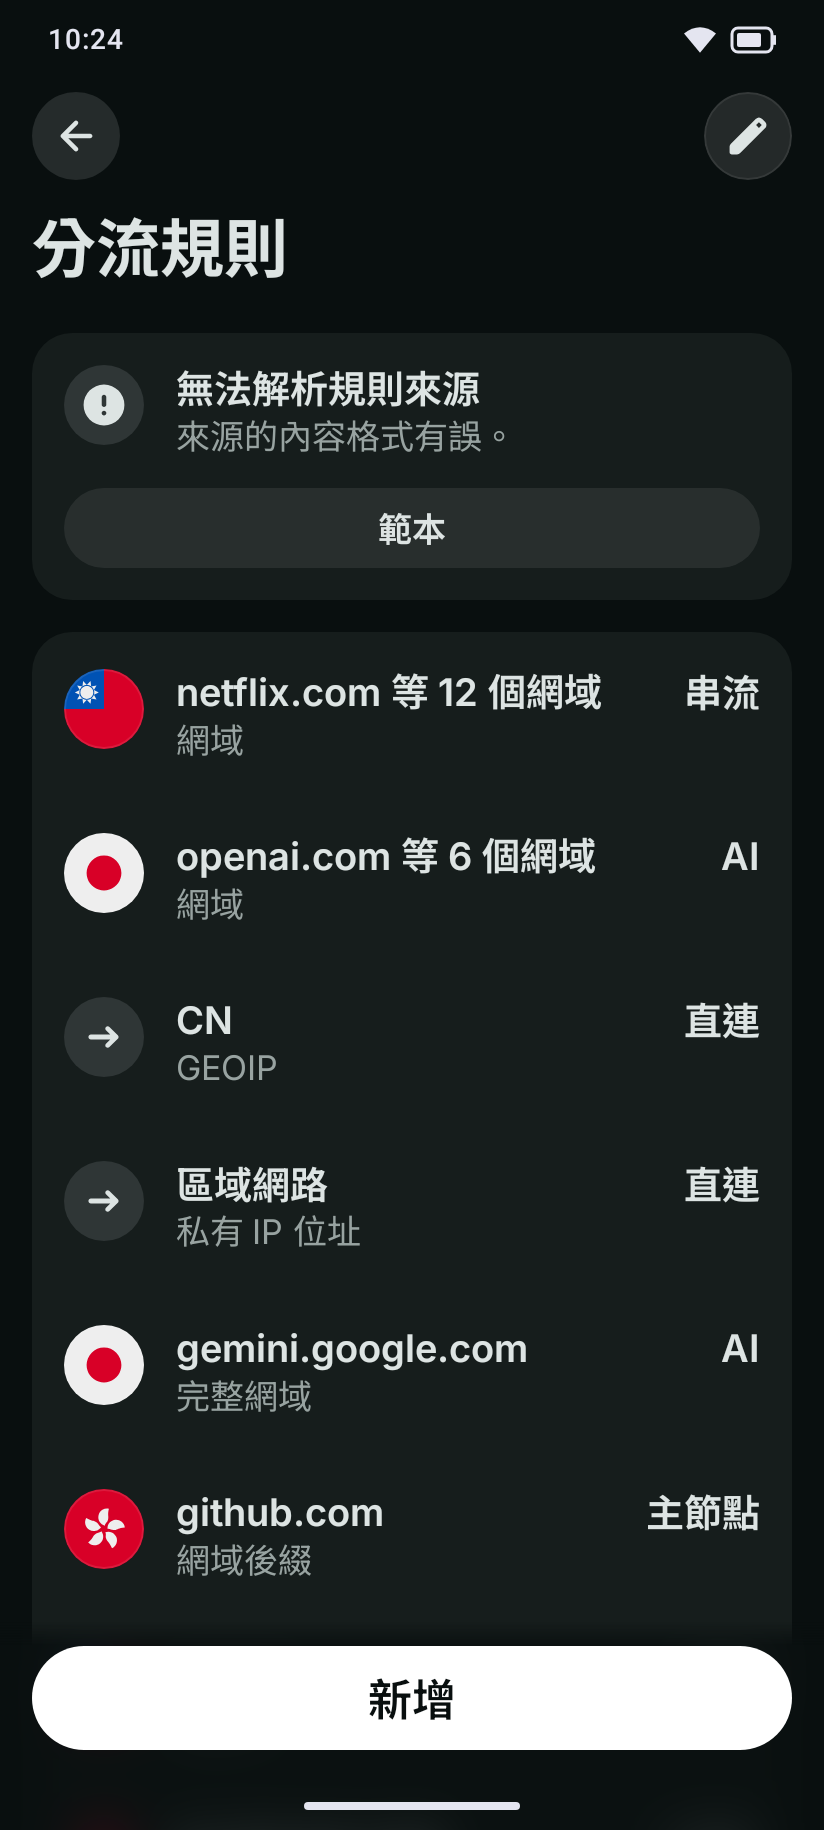 10:24
分流規則
無法解析規則來源
來源的內容格式有誤。
範本
netflix.com 等 12 個網域
串流
網域
openai.com 等 6 個網域
AI
網域
CN
直連
GEOIP
區域網路
直連
私有 IP 位址
gemini.google.com
AI
完整網域
github.com
主節點
網域後綴
新增